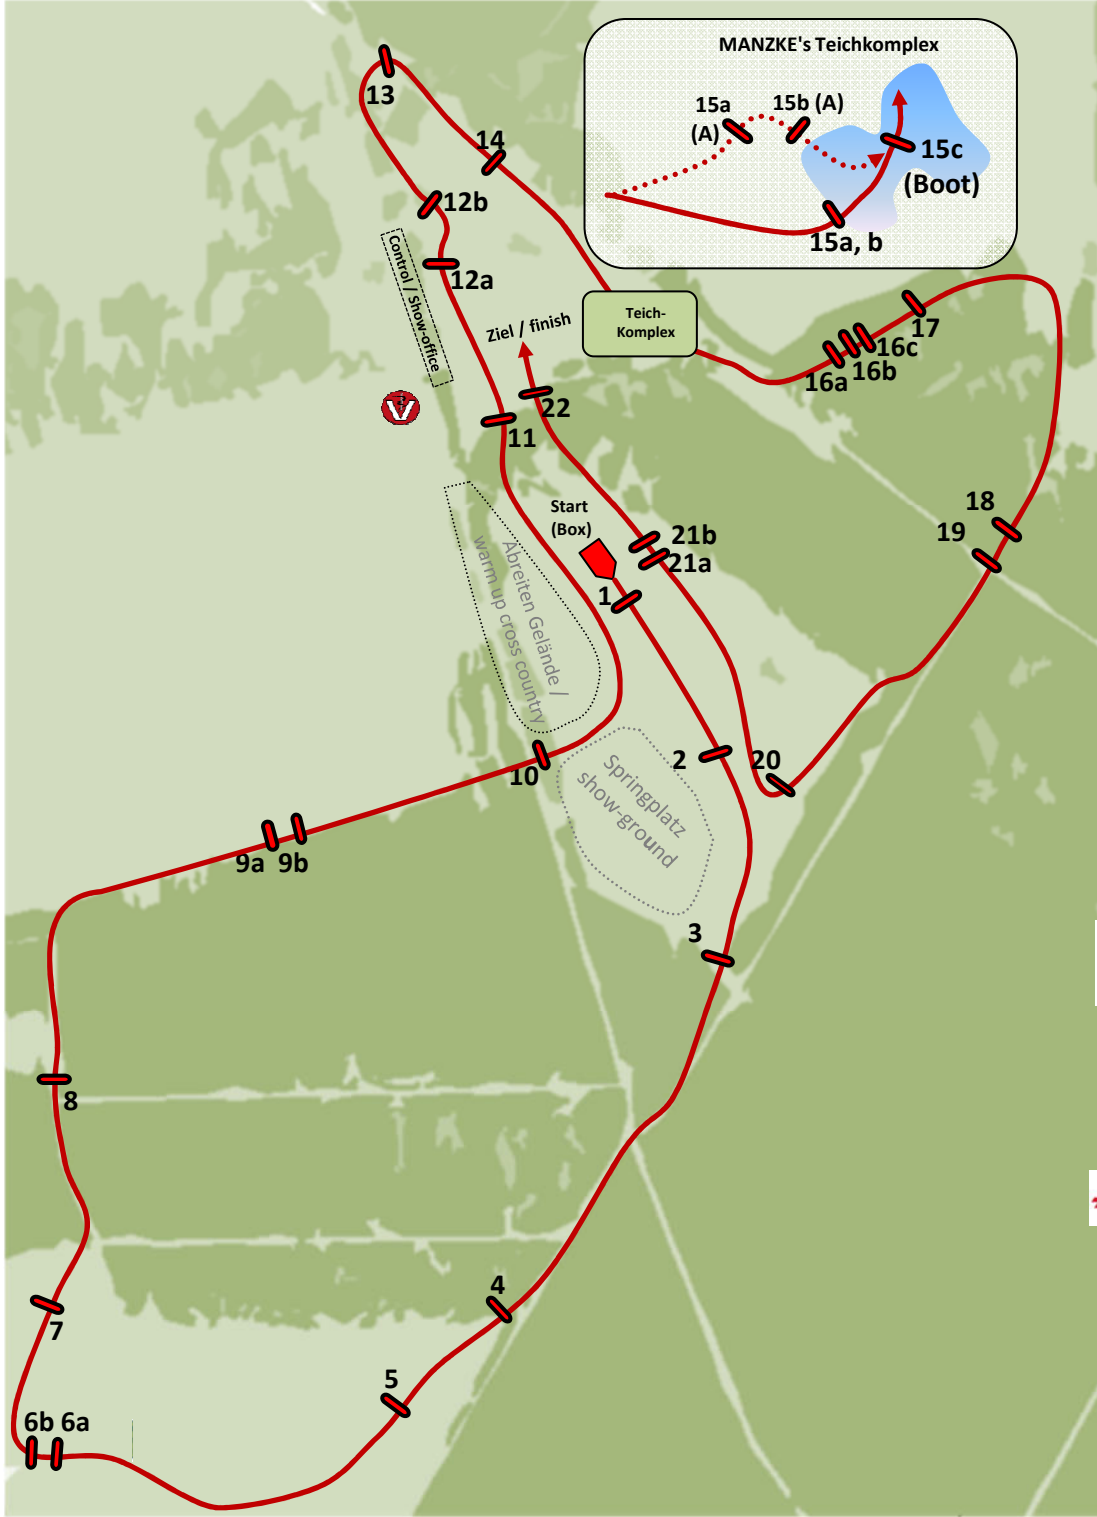 MANZKE's Teichkomplex
15a
(A)
15b (A)
15c
(Boot)
15a, b
13
14
12b
12a
Control / show-office
Ziel / finish
Teich-
Komplex
17
16c
16b
16a
22
11
V
Start
(Box)
21b
21a
18
19
1
Abreiten Gelände /
warm up cross country
2
20
10
Springplatz
show-ground
9a
9b
3
8
4
7
5
6b
6a